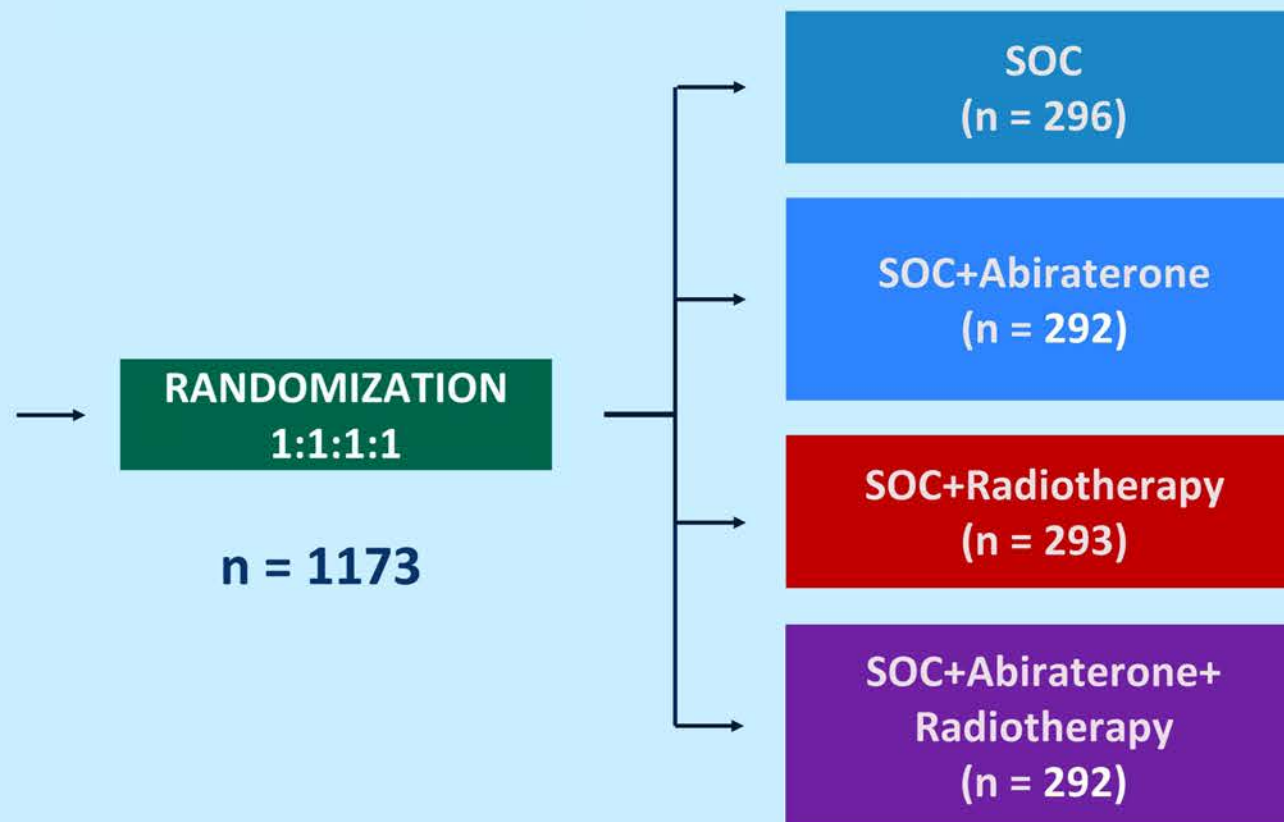 RANDOMIZATION
1:1:1:1
n = 1173
SOC
(n = 296)
SOC+Abiraterone
(n = 292)
SOC+Radiotherapy
(n = 293)
SOC+Abiraterone+
Radiotherapy
(n = 292)